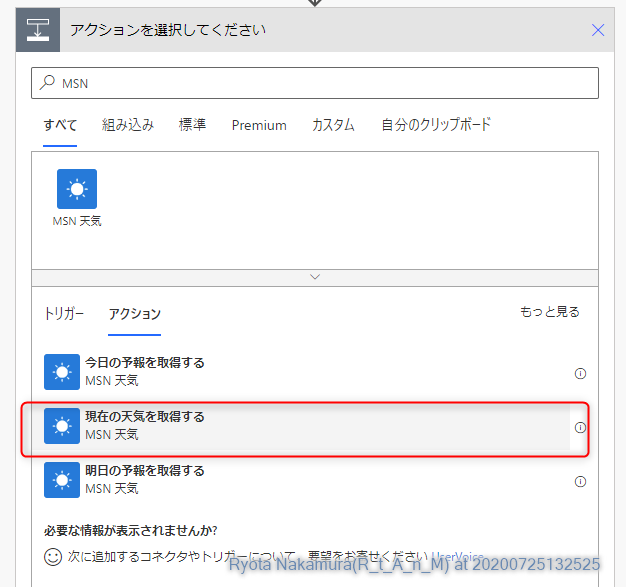 アクションを選択してください
MSN
すべて 組み込み 標準 Premium カスタム 自分のクリップボード
MSN 天気
トリガー アクション もっと見る
今日の予報を取得する
MSN 天気
現在の天気を取得する
MSN 天気
明日の予報を取得する
MSN 天気
必要な情報が表示されませんか?
次に追加するコネクタやトリガーについて、要望をお寄せください UserVoice
Ryota Nakamura(R_t_A_n_M) at 20200725132525